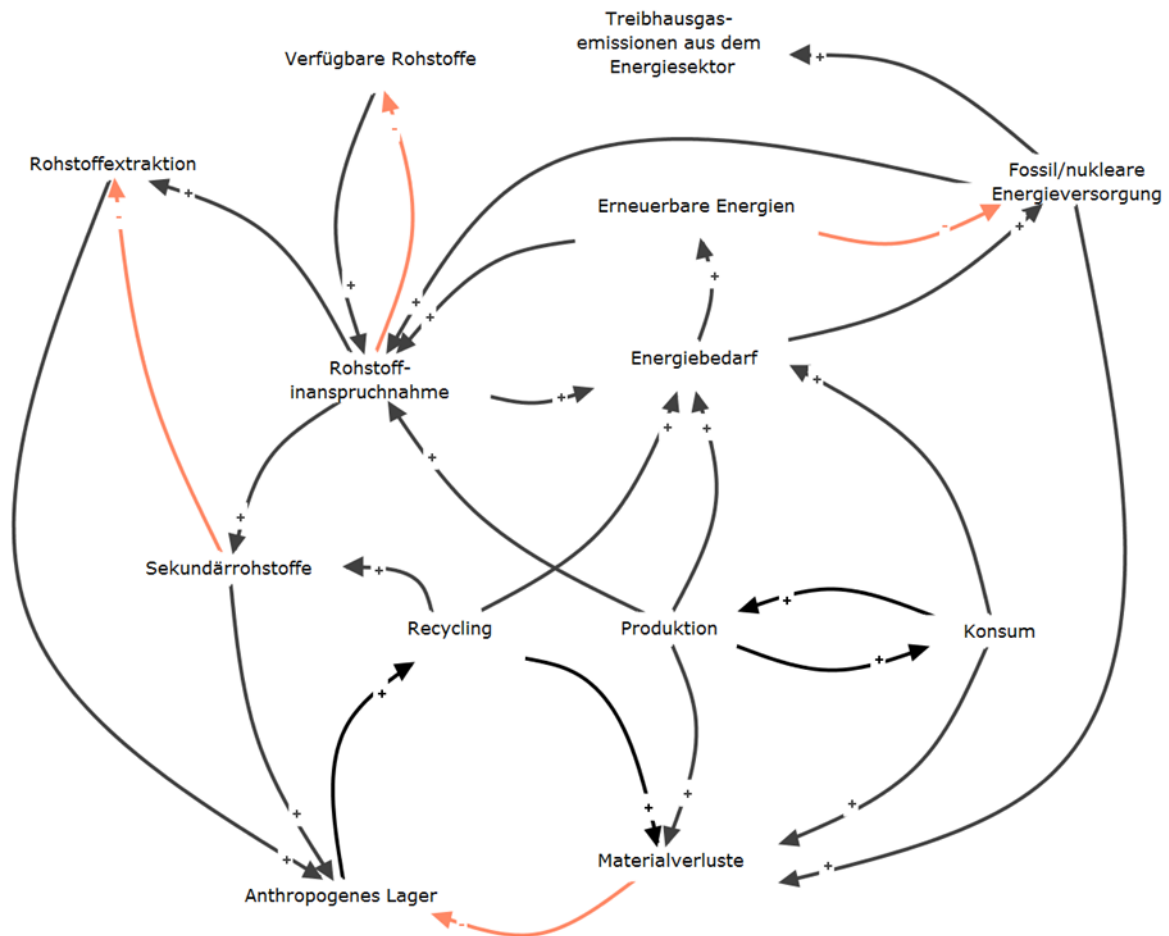 Treibhausgas-
emissionen aus dem
Energiesektor
Verfügbare Rohstoffe
+
-
Rohstoffextraktion
Fossil/nukleare
Energieversorgung
+
-
Erneuerbare Energien
-
+
+
+
+
+
Energiebedarf
Rohstoff-
inanspruchnahme
+
+
+
+
+
+
Sekundärrohstoffe
+
+
Recycling
Produktion
Konsum
+
+
+
+
+
+
+
Materialverluste
+
Anthropogenes Lager
-